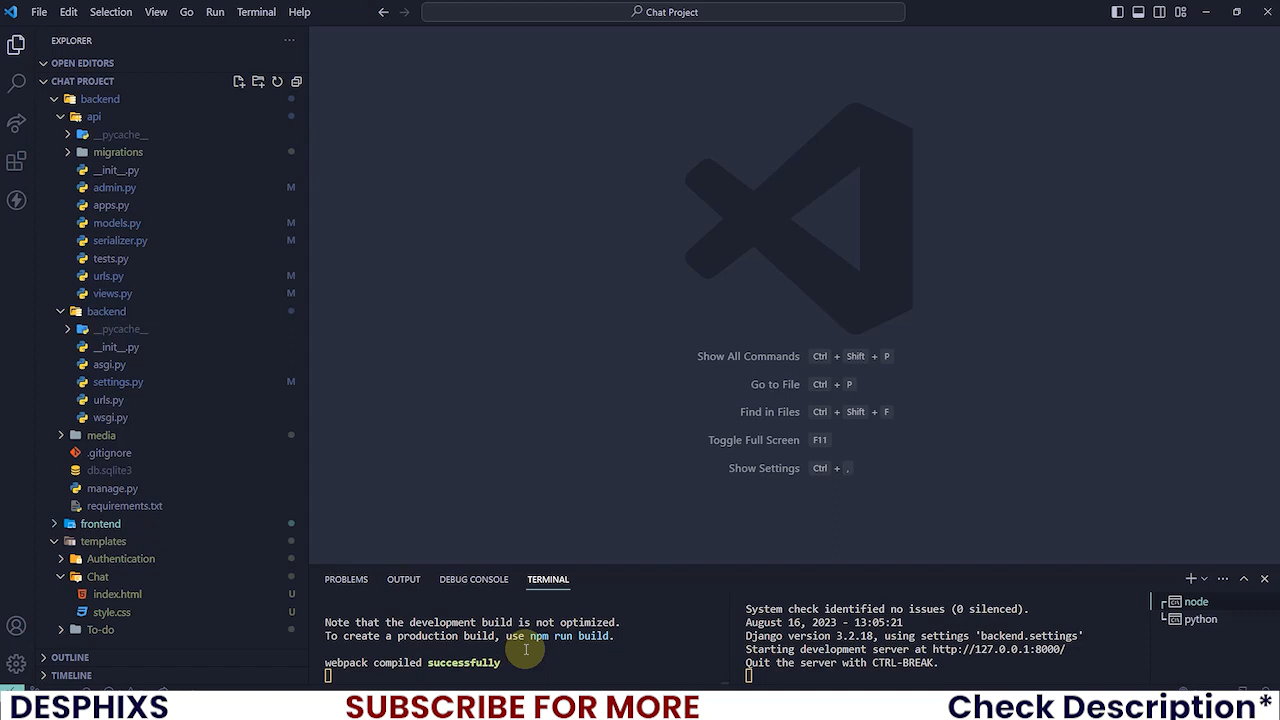 File Edit Selection View Go Run Terminal Help
Chat Project
EXPLORER
OPEN EDITORS
CHAT PROJECT
backend
api
__pycache__
migrations
__init__.py
admin.py M
apps.py
models.py M
serializer.py M
tests.py
urls.py M
views.py M
backend
__pycache__
__init__.py
asgi.py
settings.py M
urls.py
wsgi.py
media
.gitignore
db.sqlite3
manage.py
requirements.txt
frontend
templates
Authentication
Chat
index.html U
style.css U
To-do
OUTLINE
TIMELINE
Show All Commands Ctrl + Shift + P
Go to File Ctrl + P
Find in Files Ctrl + Shift + F
Toggle Full Screen F11
Show Settings Ctrl + ,
PROBLEMS OUTPUT DEBUG CONSOLE TERMINAL
Note that the development build is not optimized.
To create a production build, use npm run build.
webpack compiled successfully
System check identified no issues (0 silenced).
August 16, 2023 - 13:05:21
Django version 3.2.18, using settings 'backend.settings'
Starting development server at http://127.0.0.1:8000/
Quit the server with CTRL-BREAK.
node
python
DESPHIXS SUBSCRIBE FOR MORE Check Description*